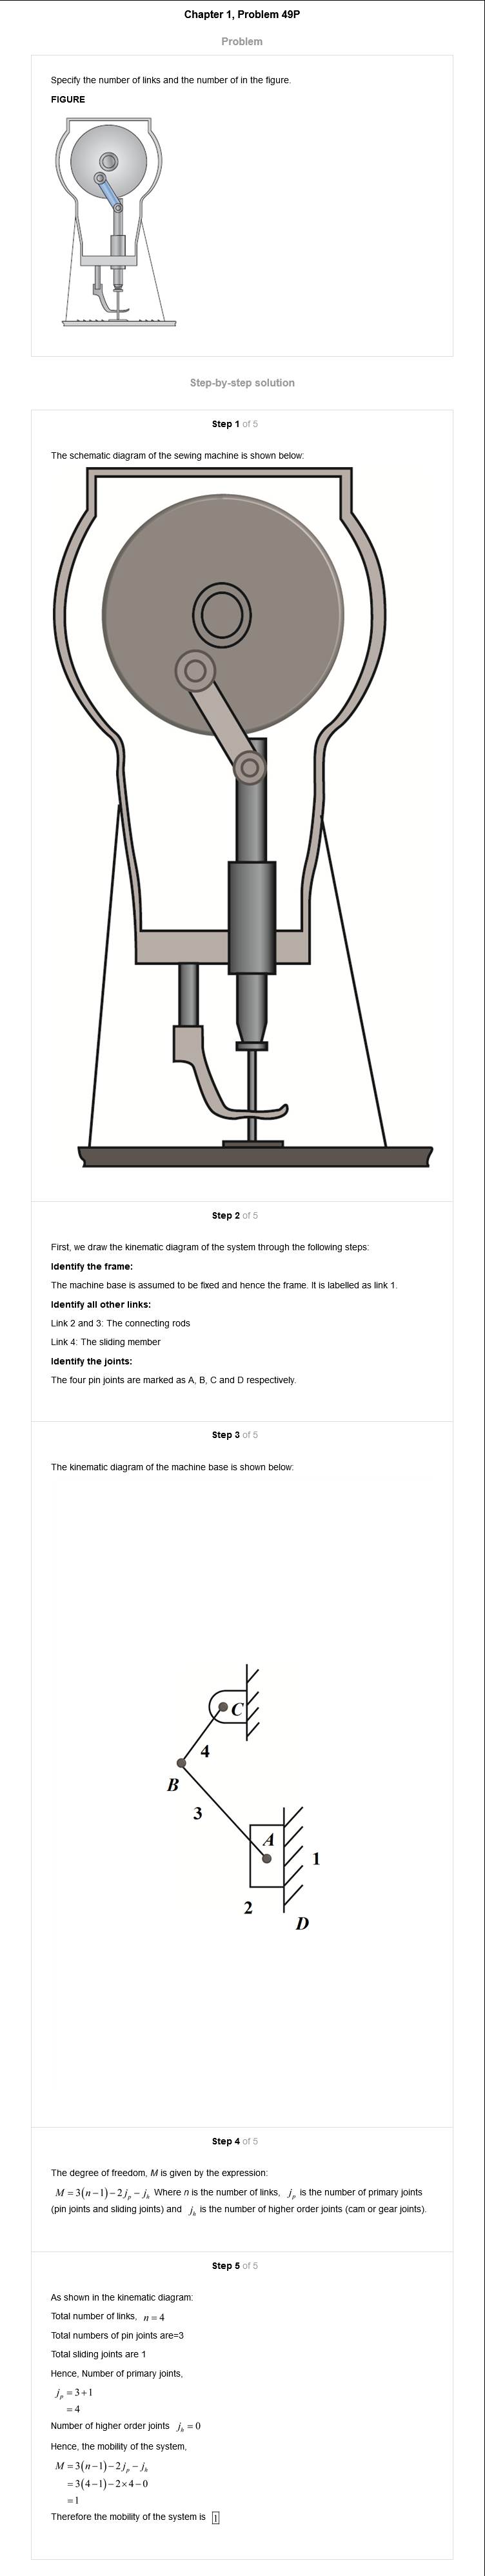 Chapter 1, Problem 49P
Problem
Specify the number of links and the number of in the figure.
FIGURE
Step-by-step solution
Step 1 of 5
The schematic diagram of the sewing machine is shown below:
Step 2 of 5
First, we draw the kinematic diagram of the system through the following steps:
Identify the frame:
The machine base is assumed to be fixed and hence the frame. It is labelled as link 1.
Identify all other links:
Link 2 and 3: The connecting rods
Link 4: The sliding member
Identify the joints:
The four pin joints are marked as A, B, C and D respectively.
Step 3 of 5
The kinematic diagram of the machine base is shown below:
C
4
B
3
A
1
2
D
Step 4 of 5
The degree of freedom, M is given by the expression:
M = 3(n−1)−2j_p − j_h Where n is the number of links, j_p is the number of primary joints
(pin joints and sliding joints) and j_h is the number of higher order joints (cam or gear joints).
Step 5 of 5
As shown in the kinematic diagram:
Total number of links, n = 4
Total numbers of pin joints are=3
Total sliding joints are 1
Hence, Number of primary joints,
j_p = 3+1
= 4
Number of higher order joints j_h = 0
Hence, the mobility of the system,
M = 3(n−1)−2j_p − j_h
= 3(4−1)−2×4−0
= 1
Therefore the mobility of the system is 1